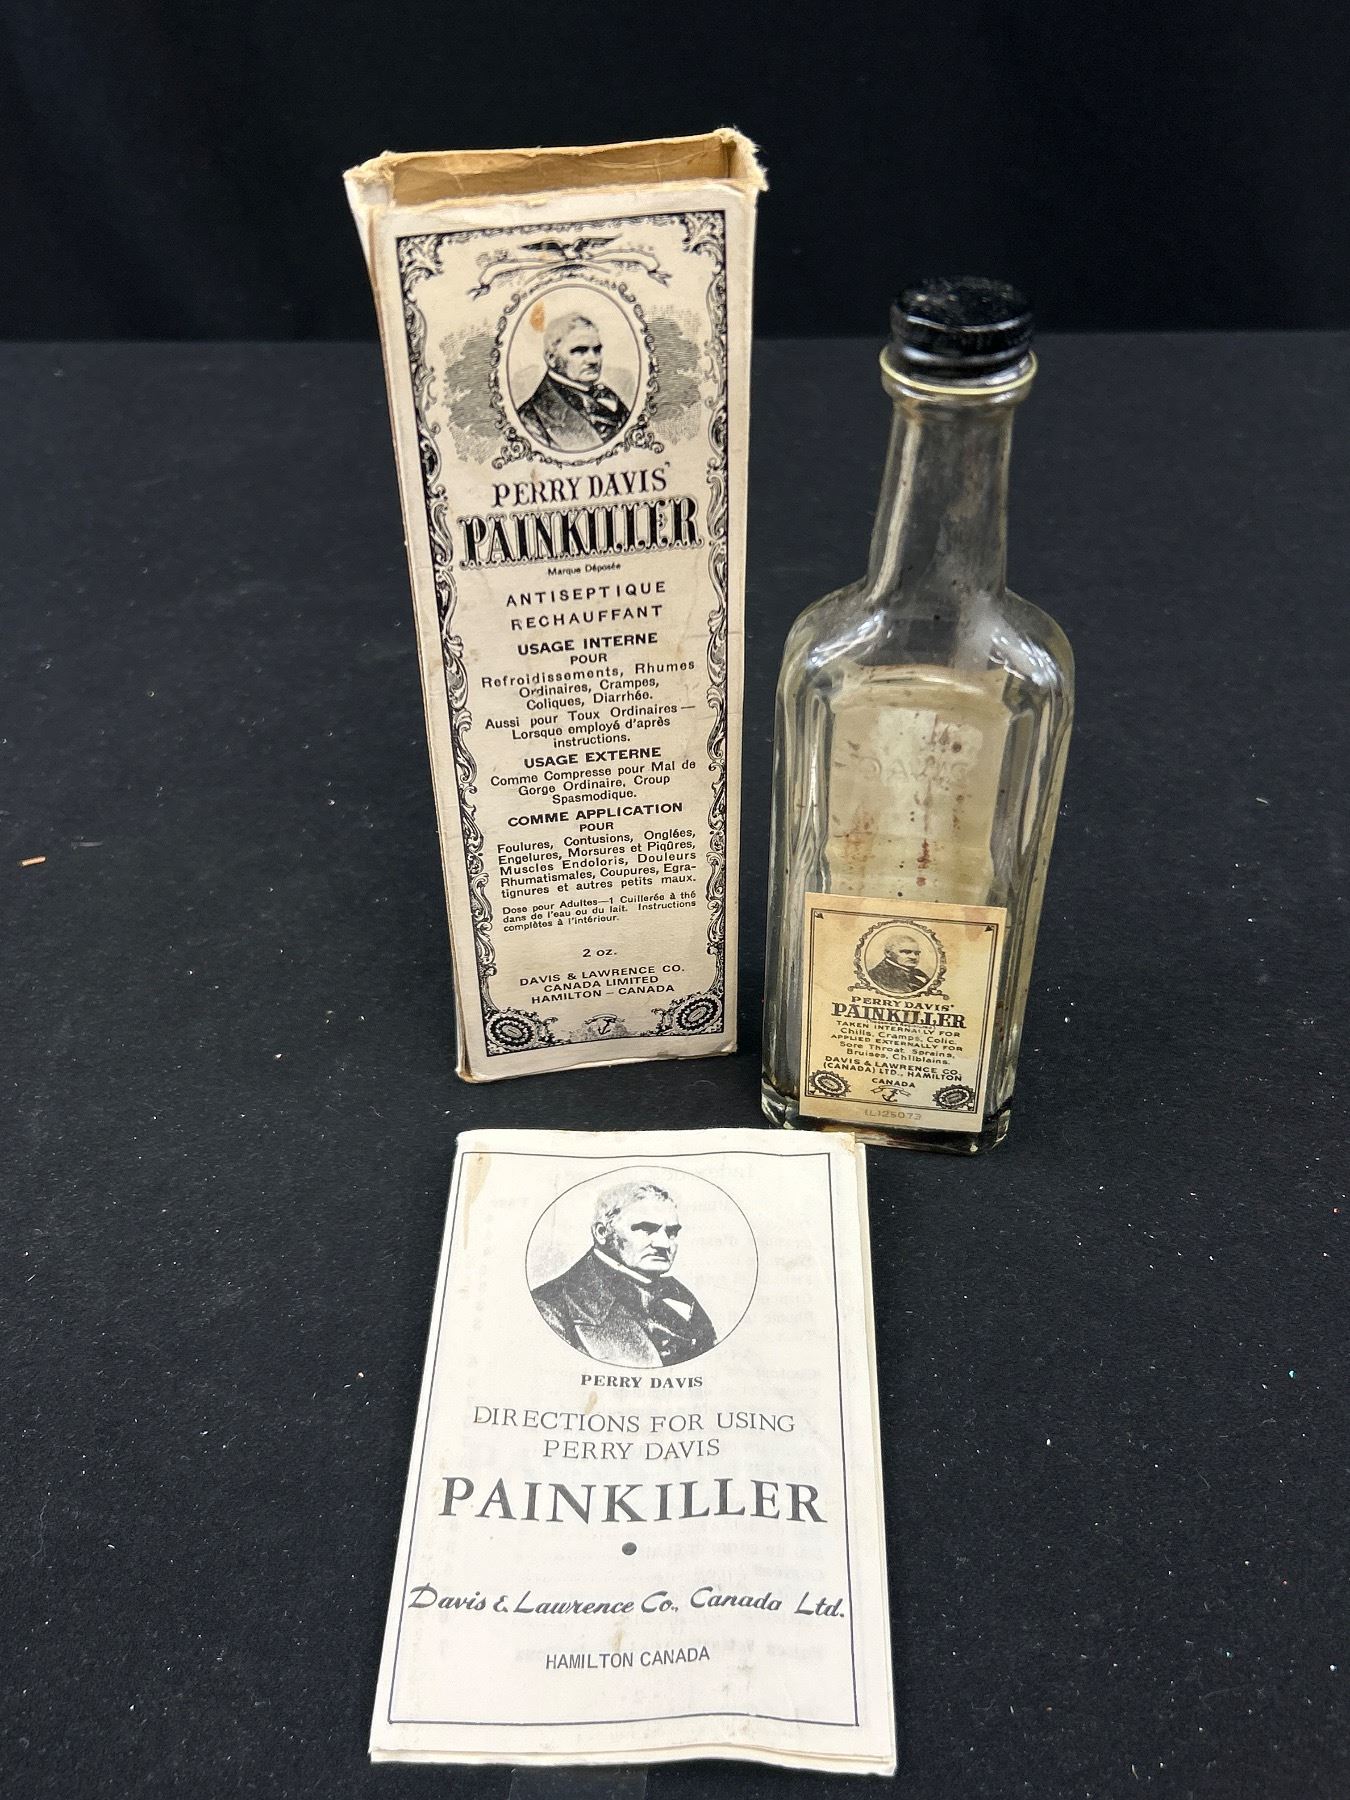 PERRY DAVIS'
PAINKILLER
Marque Déposée
ANTISEPTIQUE
RECHAUFFANT
USAGE INTERNE
POUR
Refroidissements, Rhumes
Ordinaires, Crampes,
Coliques, Diarrhée.
Aussi pour Toux Ordinaires—
Lorsque employé d'après
instructions.
USAGE EXTERNE
Comme Compresse pour Mal de
Gorge Ordinaire, Croup
Spasmodique.
COMME APPLICATION
POUR
Foulures, Contusions, Onglées,
Engelures, Morsures et Piqûres,
Muscles Endoloris, Douleurs
Rhumatismales, Coupures, Egra-
tignures et autres petits maux.
Dose pour Adultes—1 Cuillerée à thé
dans de l'eau ou du lait. Instructions
complètes à l'intérieur.
2 oz.
DAVIS & LAWRENCE CO.
CANADA LIMITED
HAMILTON – CANADA
PERRY DAVIS'
PAINKILLER
TAKEN INTERNALLY FOR
Chills, Cramps, Colic.
APPLIED EXTERNALLY FOR
Sore Throat, Sprains,
Bruises, Chilblains.
DAVIS & LAWRENCE CO.
(CANADA) LTD., HAMILTON
CANADA
(L)25073
PERRY DAVIS
DIRECTIONS FOR USING
PERRY DAVIS
PAINKILLER
Davis & Lawrence Co., Canada Ltd.
HAMILTON CANADA